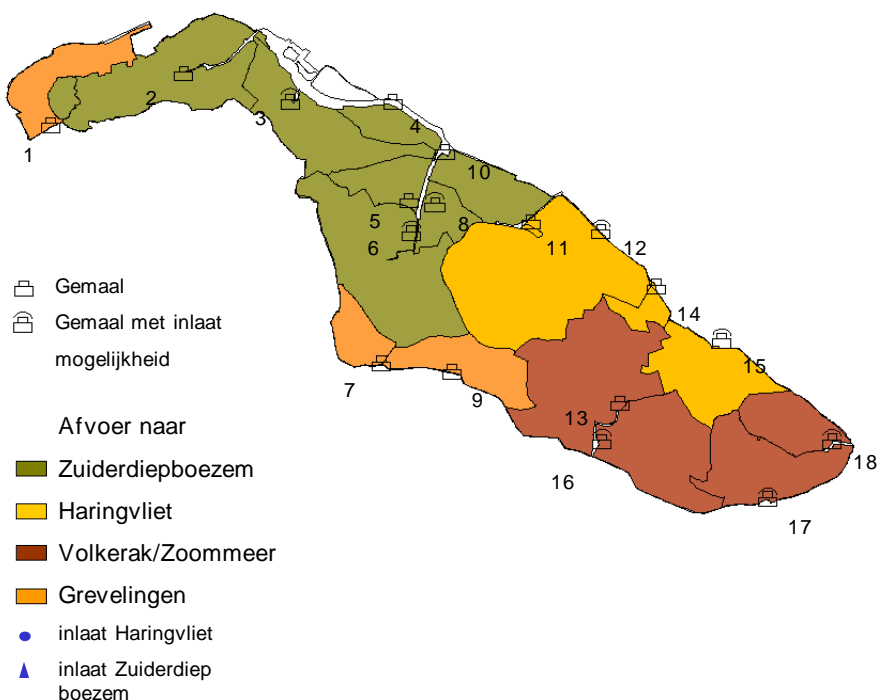 2
3
4
1
10
5
8
6
11
12
Gemaal
Gemaal met inlaat
mogelijkheid
14
7
9
15
13
16
18
17
Afvoer naar
Zuiderdiepboezem
Haringvliet
Volkerak/Zoommeer
Grevelingen
inlaat Haringvliet
inlaat Zuiderdiep
boezem